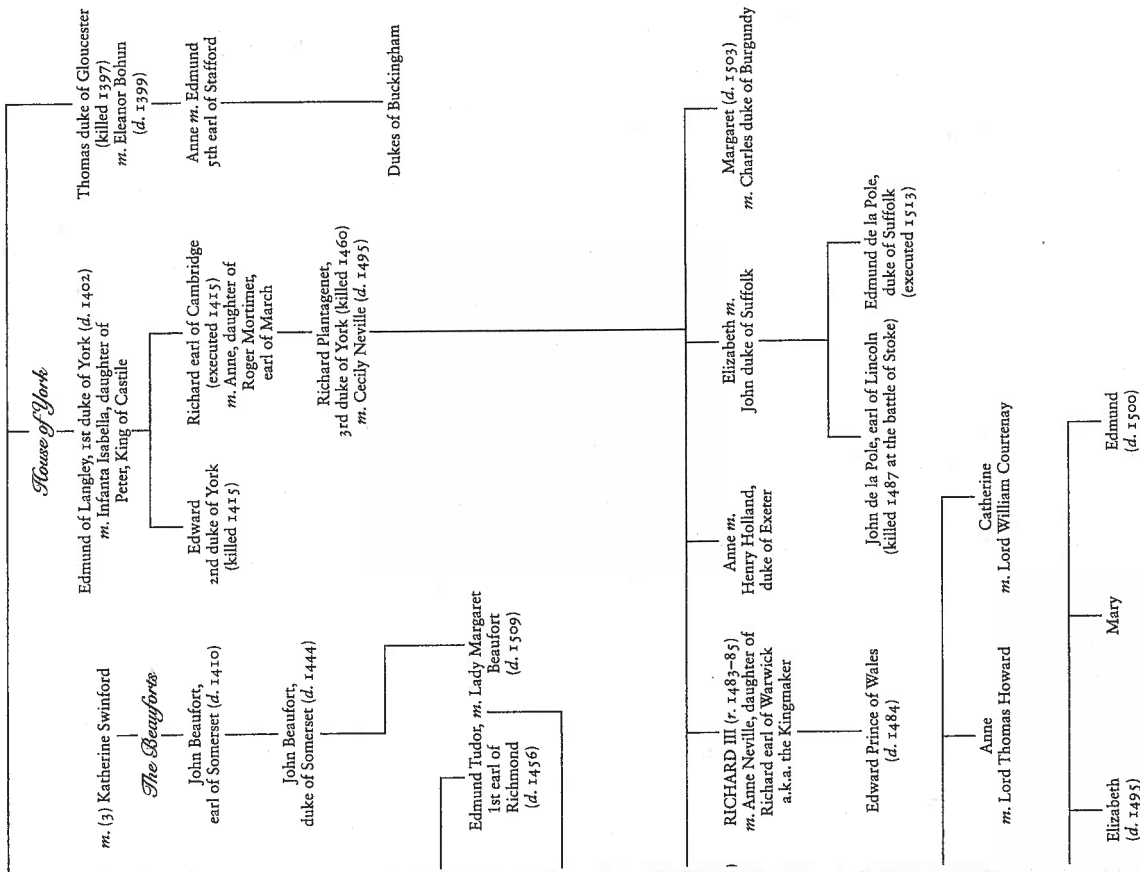 m. (3) Katherine Swinford
The Beauforts
John Beaufort,
earl of Somerset (d. 1410)
John Beaufort,
duke of Somerset (d. 1444)
Edmund Tudor, m. Lady Margaret
1st earl of Beaufort
Richmond (d. 1509)
(d. 1456)
House of York
Edmund of Langley, 1st duke of York (d. 1402)
m. Infanta Isabella, daughter of
Peter, King of Castile
Edward
2nd duke of York
(killed 1415)
Richard earl of Cambridge
(executed 1415)
m. Anne, daughter of
Roger Mortimer,
earl of March
Richard Plantagenet,
3rd duke of York (killed 1460)
m. Cecily Neville (d. 1495)
Thomas duke of Gloucester
(killed 1397)
m. Eleanor Bohun
(d. 1399)
Anne m. Edmund
5th earl of Stafford
Dukes of Buckingham
)
RICHARD III (r. 1483–85)
m. Anne Neville, daughter of
Richard earl of Warwick
a.k.a. the Kingmaker
Edward Prince of Wales
(d. 1484)
Anne m.
Henry Holland,
duke of Exeter
Elizabeth m.
John duke of Suffolk
John de la Pole, earl of Lincoln
(killed 1487 at the battle of Stoke)
Edmund de la Pole,
duke of Suffolk
(executed 1513)
Margaret (d. 1503)
m. Charles duke of Burgundy
Anne
m. Lord Thomas Howard
Catherine
m. Lord William Courtenay
Elizabeth
(d. 1495)
Mary
Edmund
(d. 1500)